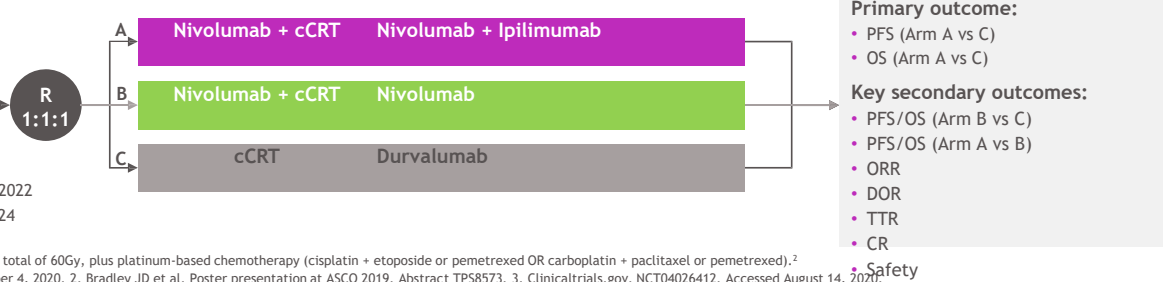 A Nivolumab + cCRT Nivolumab + Ipilimumab
R
1:1:1
B Nivolumab + cCRT Nivolumab
C cCRT Durvalumab
2022
24
Primary outcome:
• PFS (Arm A vs C)
• OS (Arm A vs C)
Key secondary outcomes:
• PFS/OS (Arm B vs C)
• PFS/OS (Arm A vs B)
• ORR
• DOR
• TTR
• CR
• Safety
total of 60Gy, plus platinum-based chemotherapy (cisplatin + etoposide or pemetrexed OR carboplatin + paclitaxel or pemetrexed).²
er 4, 2020. 2. Bradley JD et al. Poster presentation at ASCO 2019. Abstract TPS8573. 3. Clinicaltrials.gov. NCT04026412. Accessed August 14, 2020.